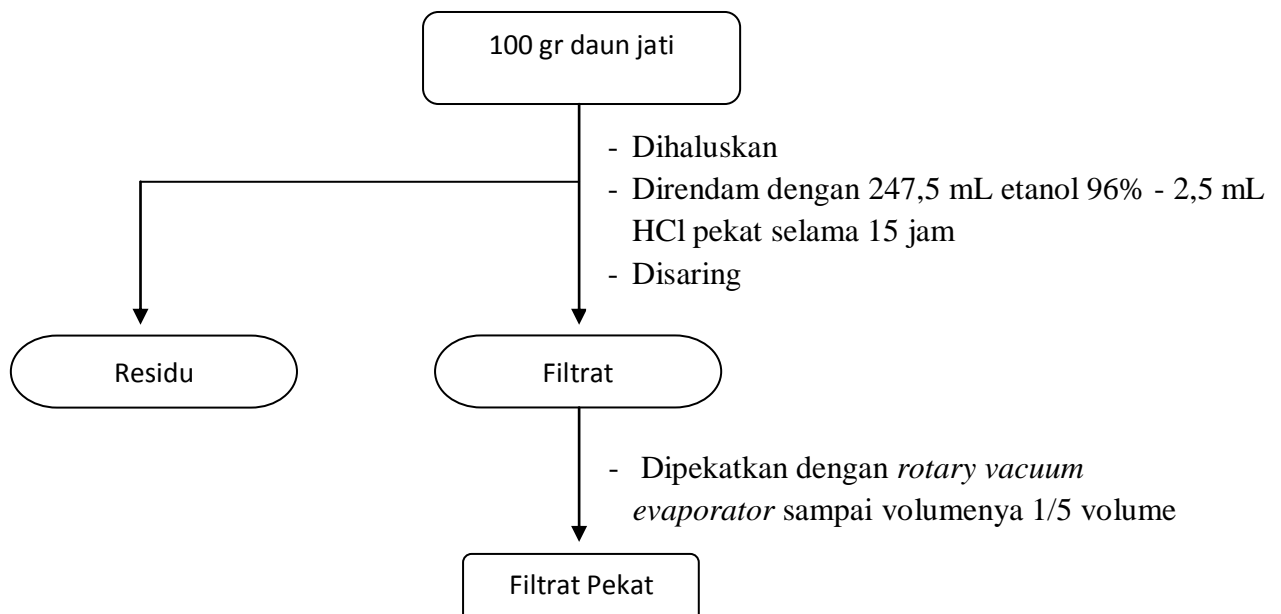 100 gr daun jati
- Dihaluskan
- Direndam dengan 247,5 mL etanol 96% - 2,5 mL
HCl pekat selama 15 jam
- Disaring
Residu
Filtrat
- Dipekatkan dengan rotary vacuum
evaporator sampai volumenya 1/5 volume
Filtrat Pekat